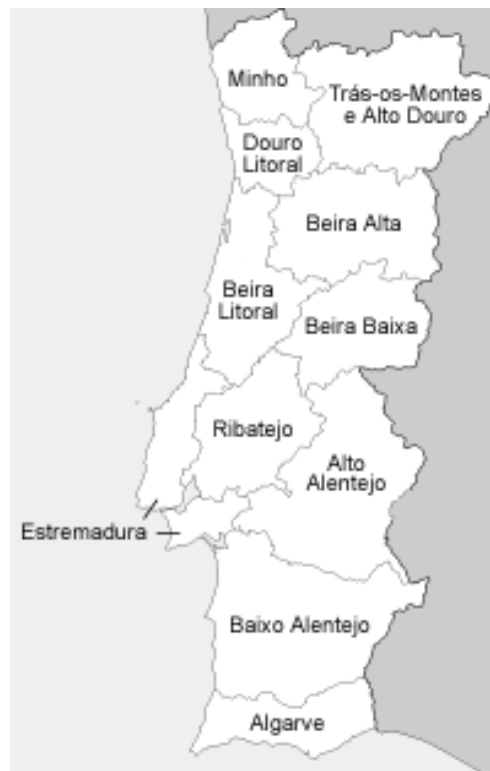 Minho
Trás-os-Montes
e Alto Douro
Douro
Litoral
Beira Alta
Beira
Litoral
Beira Baixa
Ribatejo
Alto
Alentejo
Estremadura
Baixo Alentejo
Algarve